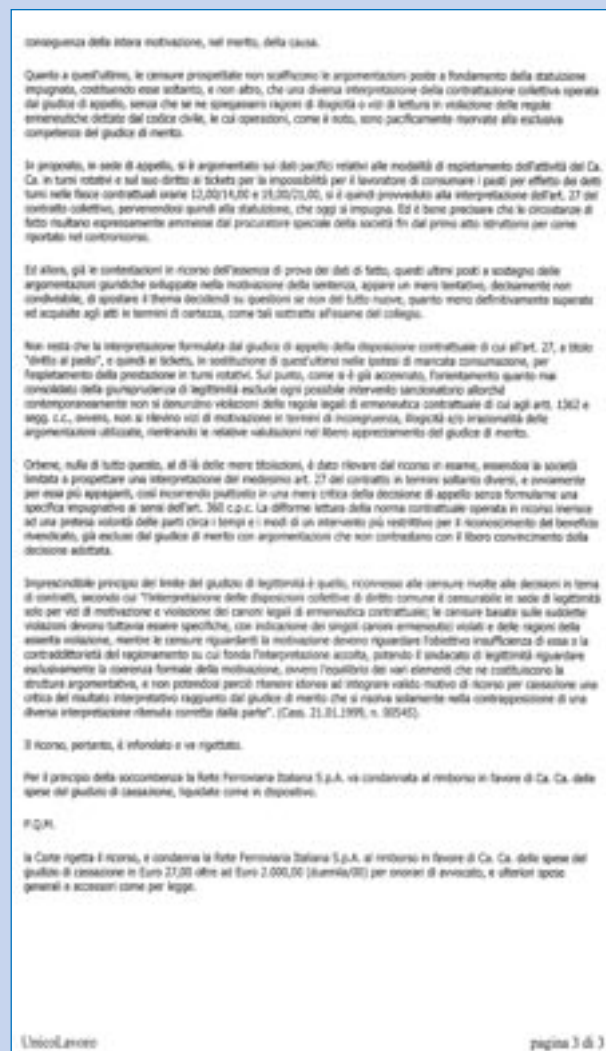 conseguenza della intera motivazione, nel merito, della causa.
Quanto a quest'ultimo, le censure prospettate non scalfiscono le argomentazioni poste a fondamento della statuizione
impugnata, costituendo esse soltanto, e non altro, che una diversa interpretazione della contrattazione collettiva operata
dal giudice di appello, senza che se ne spiegassero ragioni di illogicità o vizi di lettura in violazione delle regole
ermeneutiche dettate dal codice civile, le cui operazioni, come è noto, sono pacificamente riservate alla esclusiva
competenza del giudice di merito.
In proposito, in sede di appello, si è argomentato sui dati pacifici relativi alle modalità di espletamento dell'attività del Ca.
Ca. in turni rotativi e sul suo diritto ai tickets per la impossibilità per il lavoratore di consumare i pasti per effetto dei detti
turni nelle fasce contrattuali orarie 12,00/14,00 e 19,00/21,00, si è quindi provveduto alla interpretazione dell'art. 27 del
contratto collettivo, pervenendosi quindi alla statuizione, che oggi si impugna. Ed è bene precisare che le circostanze di
fatto risultano espressamente ammesse dal procuratore speciale della società fin dal primo atto istruttorio per come
riportato nel controricorso.
Ed allora, già le contestazioni in ricorso dell'assenza di prova dei dati di fatto, questi ultimi posti a sostegno delle
argomentazioni giuridiche sviluppate nella motivazione della sentenza, appare un mero tentativo, decisamente non
condivisibile, di spostare il thema decidendi su questioni se non del tutto nuove, quanto meno definitivamente superate
ed acquisite agli atti in termini di certezza, come tali sottratte all'esame del collegio.
Non resta che la interpretazione formulata dal giudice di appello della disposizione contrattuale di cui all'art. 27, a titolo
"diritto al pasto", e quindi ai tickets, in sostituzione di quest'ultimo nelle ipotesi di mancata consumazione, per
l'espletamento della prestazione in turni rotativi. Sul punto, come si è già accennato, l'orientamento quanto mai
consolidato della giurisprudenza di legittimità esclude ogni possibile intervento sanzionatorio allorché
contemporaneamente non si denunzino violazioni delle regole legali di ermeneutica contrattuale di cui agli artt. 1362 e
segg. c.c., ovvero, non si rilevino vizi di motivazione in termini di incongruenza, illogicità e/o irrazionalità delle
argomentazioni utilizzate, rientrando le relative valutazioni nel libero apprezzamento del giudice di merito.
Orbene, nulla di tutto questo, al di là delle mere titolazioni, è dato rilevare dal ricorso in esame, essendosi la società
limitata a prospettare una interpretazione del medesimo art. 27 del contratto in termini soltanto diversi, e ovviamente
per essa più appaganti, così incorrendo piuttosto in una mera critica della decisione di appello senza formularne una
specifica impugnativa ai sensi dell'art. 360 c.p.c. La difforme lettura della norma contrattuale operata in ricorso inerisce
ad una pretesa volontà delle parti circa i tempi e i modi di un intervento più restrittivo per il riconoscimento del beneficio
rivendicato, già escluso dal giudice di merito con argomentazioni che non contrastano con il libero convincimento della
decisione adottata.
Imprescindibile principio del limite del giudizio di legittimità è quello, riconnesso alle censure rivolte alle decisioni in tema
di contratti, secondo cui "l'interpretazione delle disposizioni collettive di diritto comune è censurabile in sede di legittimità
solo per vizi di motivazione e violazione dei canoni legali di ermeneutica contrattuale; le censure basate sulle suddette
violazioni devono tuttavia essere specifiche, con indicazione dei singoli canoni ermeneutici violati e delle ragioni della
asserita violazione, mentre le censure riguardanti la motivazione devono riguardare l'obiettivo insufficienza di essa o la
contraddittorietà del ragionamento su cui fonda l'interpretazione accolta, potendo il sindacato di legittimità riguardare
esclusivamente la coerenza formale della motivazione, ovvero l'equilibrio dei vari elementi che ne costituiscono la
struttura argomentativa, e non potendosi perciò ritenere idonea ad integrare valido motivo di ricorso per cassazione una
critica del risultato interpretativo raggiunto dal giudice di merito che si risolva solamente nella contrapposizione di una
diversa interpretazione ritenuta corretta dalla parte". (Cass. 21.01.1999, n. 00545).
Il ricorso, pertanto, è infondato e va rigettato.
Per il principio della soccombenza la Rete Ferroviaria Italiana S.p.A. va condannata al rimborso in favore di Ca. Ca. delle
spese del giudizio di cassazione, liquidate come in dispositivo.
P.Q.M.
la Corte rigetta il ricorso, e condanna la Rete Ferroviaria Italiana S.p.A. al rimborso in favore di Ca. Ca. delle spese del
giudizio di cassazione in Euro 27,00 oltre ad Euro 2.000,00 (duemila/00) per onorari di avvocato, e ulteriori spese
generali e accessori come per legge.
UnicoLavoro
pagina 3 di 3